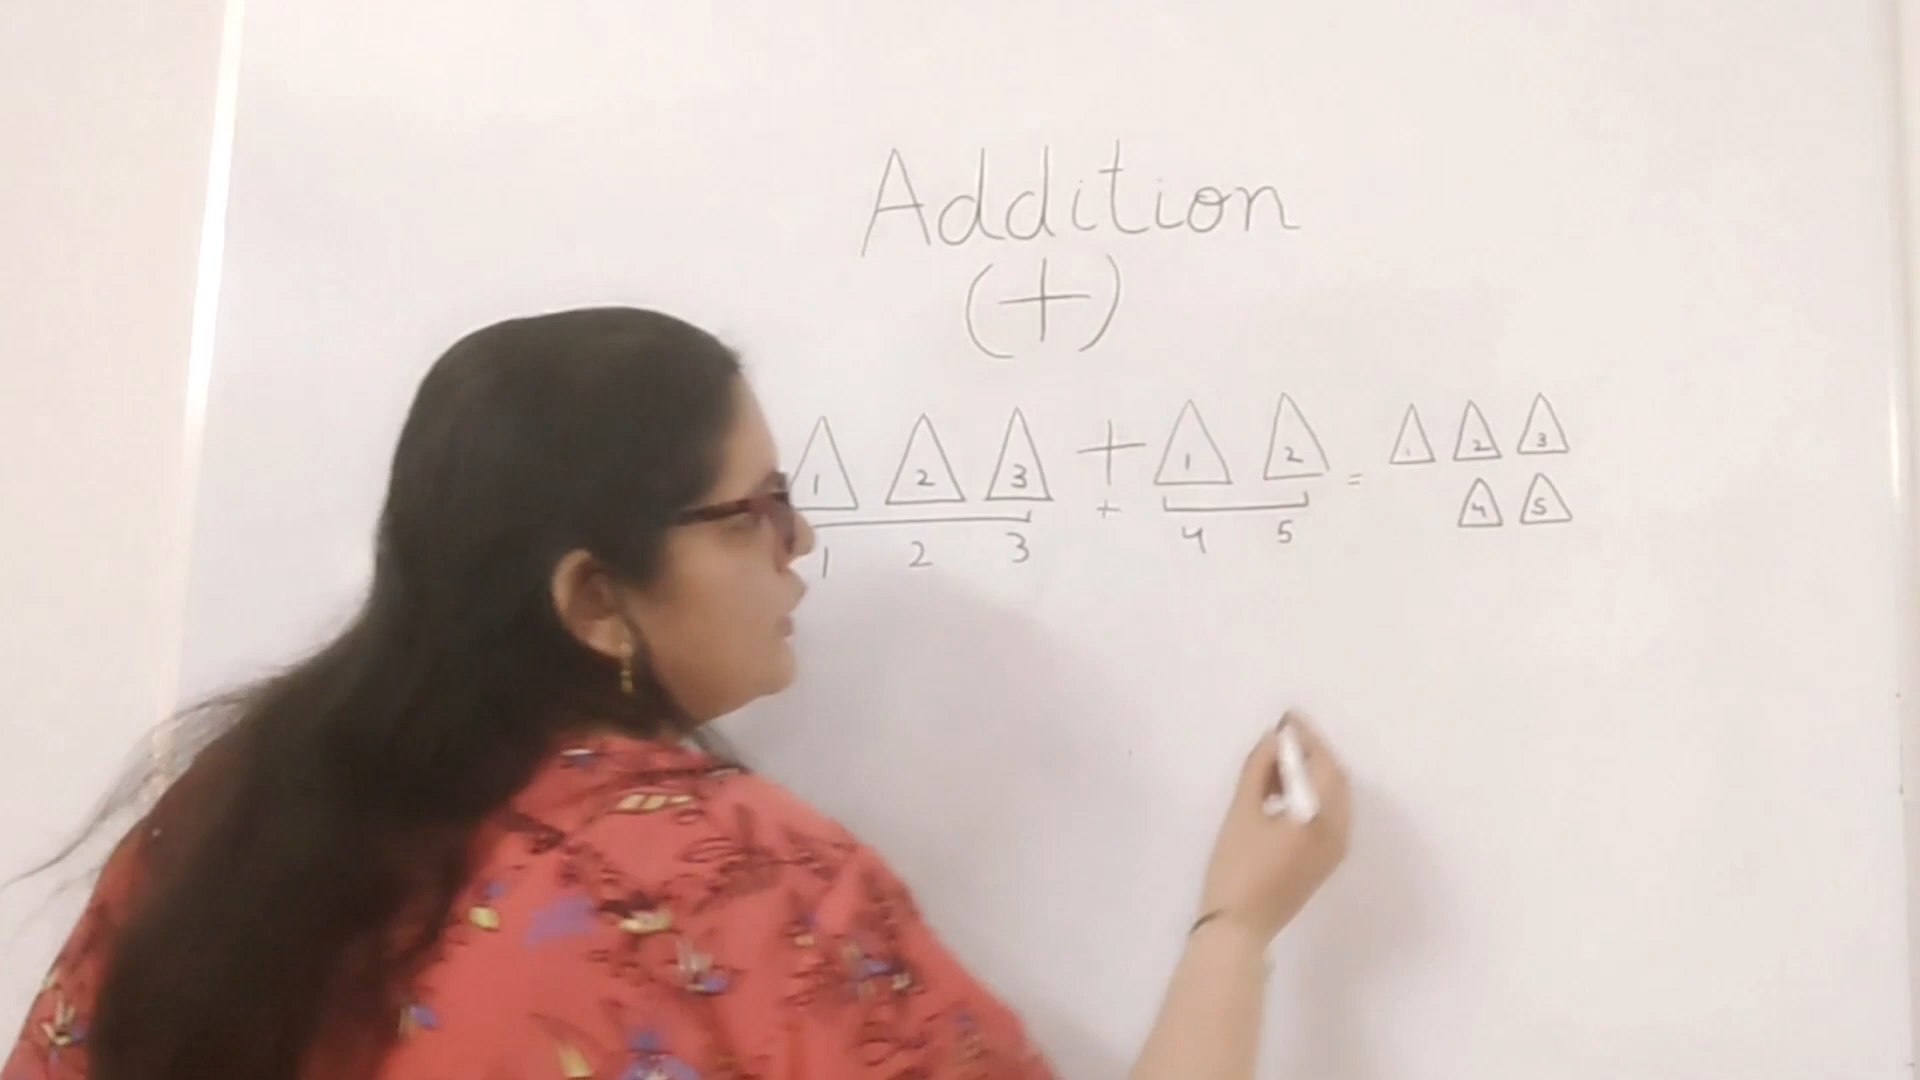 Addition
(+)
1 2 3 + 1 2 = 1 2 3
4 5
+
1 2 3 4 5